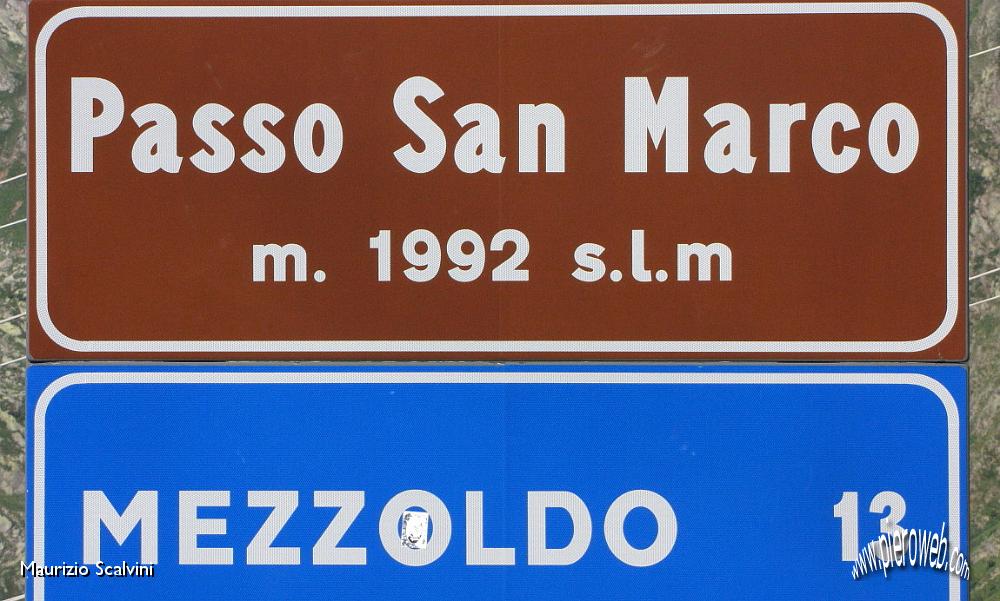 Passo San Marco
m. 1992 s.l.m
MEZZOLDO 13
Maurizio Scalvini
www.pieroweb.com